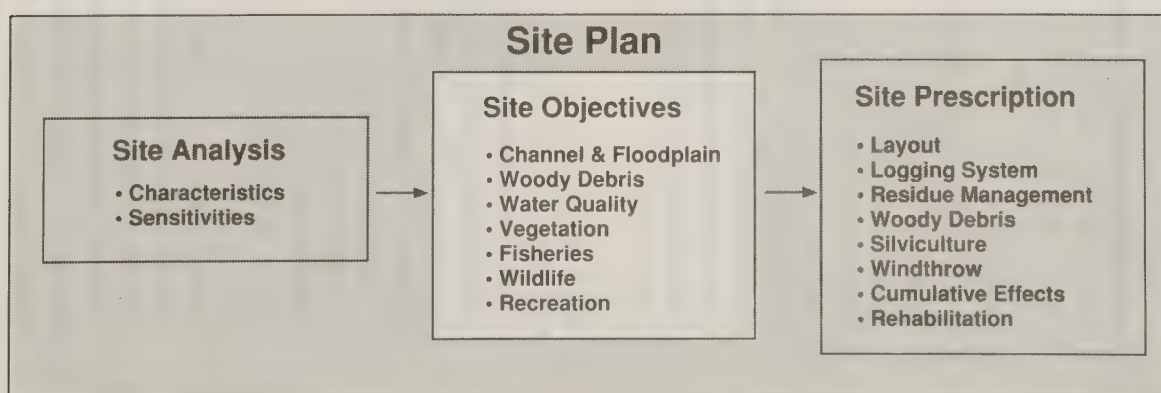 Site Plan
Site Analysis
• Characteristics
• Sensitivities
Site Objectives
• Channel & Floodplain
• Woody Debris
• Water Quality
• Vegetation
• Fisheries
• Wildlife
• Recreation
Site Prescription
• Layout
• Logging System
• Residue Management
• Woody Debris
• Silviculture
• Windthrow
• Cumulative Effects
• Rehabilitation